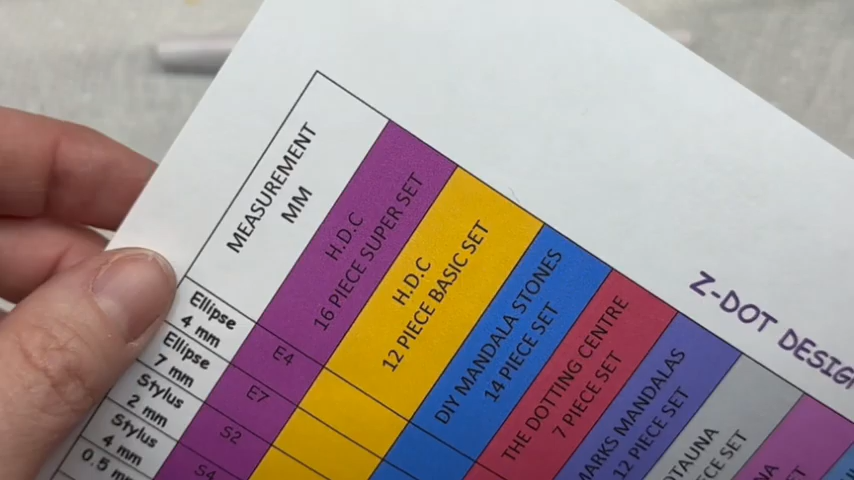 Z-DOT DESIGN
MEASUREMENT
MM
H.D.C
16 PIECE SUPER SET
H.D.C
12 PIECE BASIC SET
DIY MANDALA STONES
14 PIECE SET
THE DOTTING CENTRE
7 PIECE SET
MARKS MANDALAS
12 PIECE SET
SET
Ellipse
4 mm
E4
Ellipse
7 mm
E7
Stylus
2 mm
S2
Stylus
4 mm
S4
0.5 mm